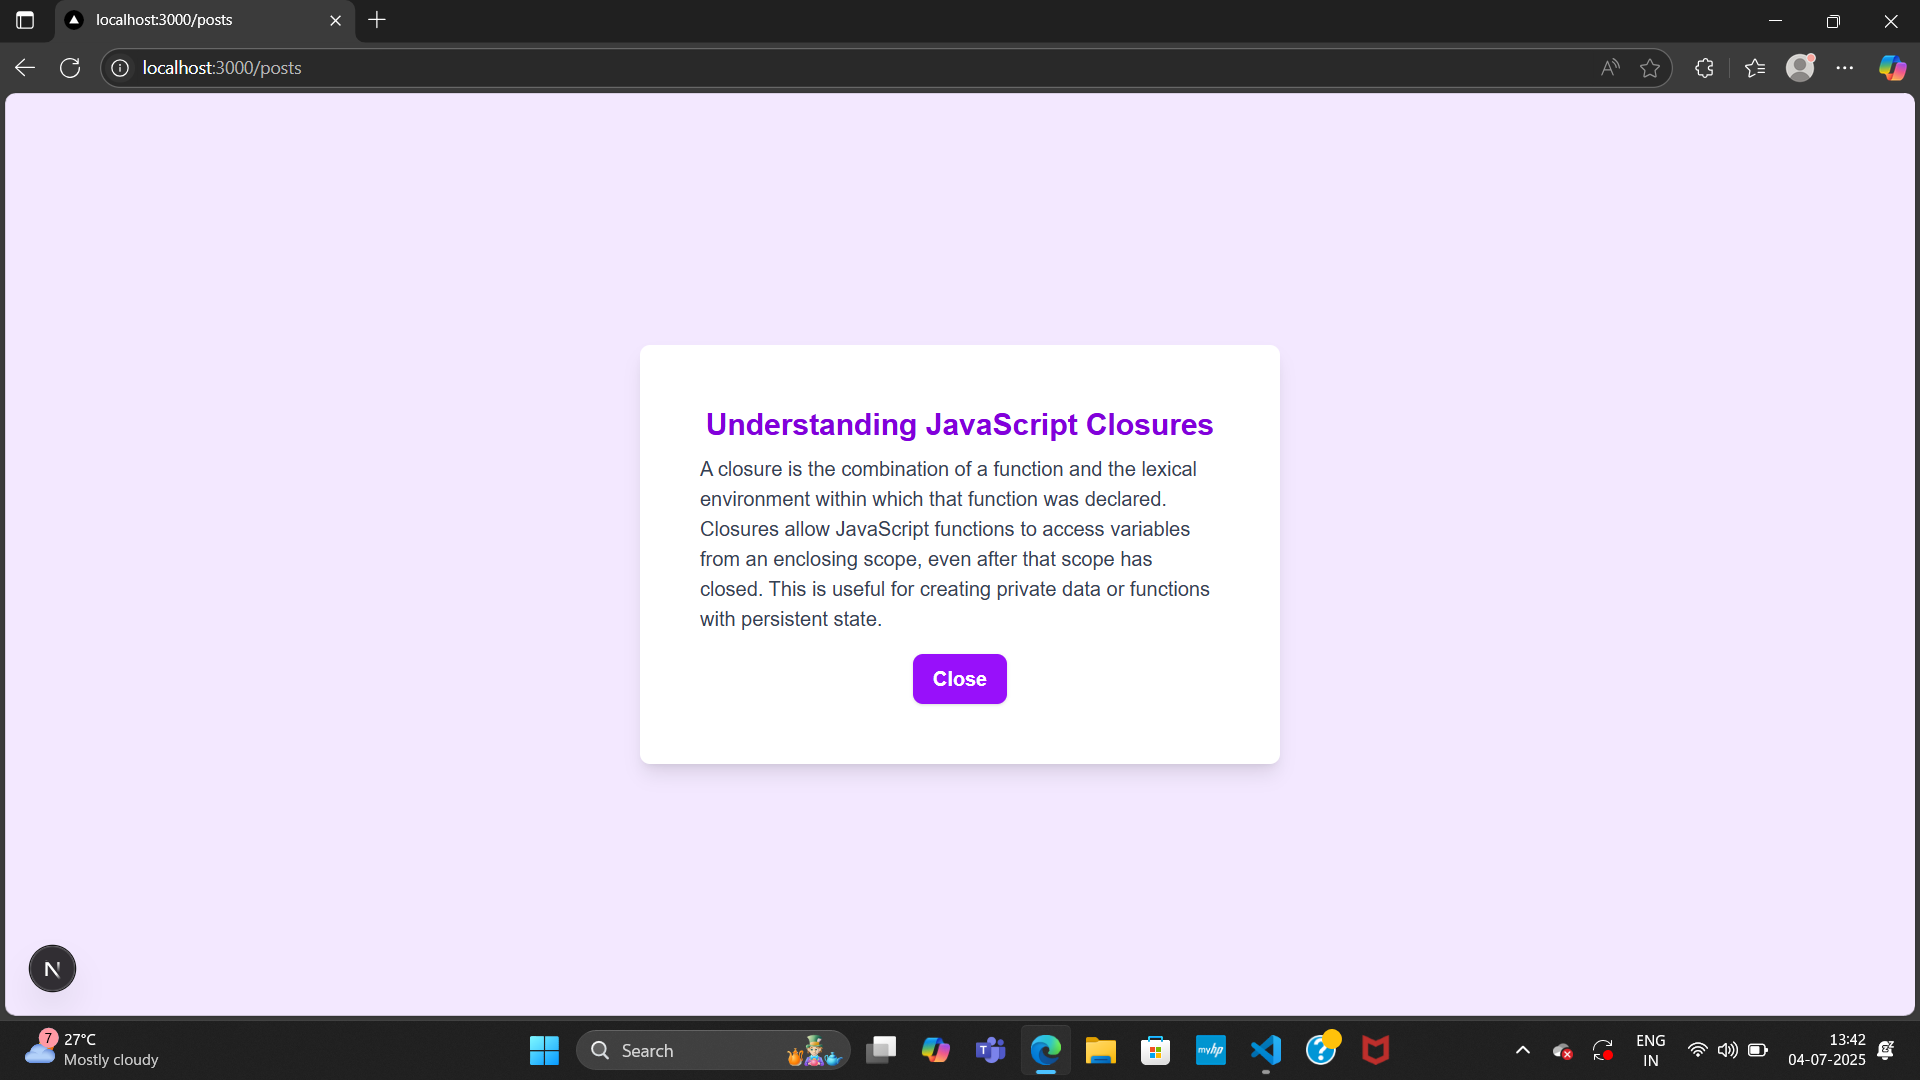 localhost:3000/posts
localhost:3000/posts
Understanding JavaScript Closures
A closure is the combination of a function and the lexical
environment within which that function was declared.
Closures allow JavaScript functions to access variables
from an enclosing scope, even after that scope has
closed. This is useful for creating private data or functions
with persistent state.
Close
N
7
27°C
Mostly cloudy
Search
T
myhp
?
ENG
IN
13:42
04-07-2025